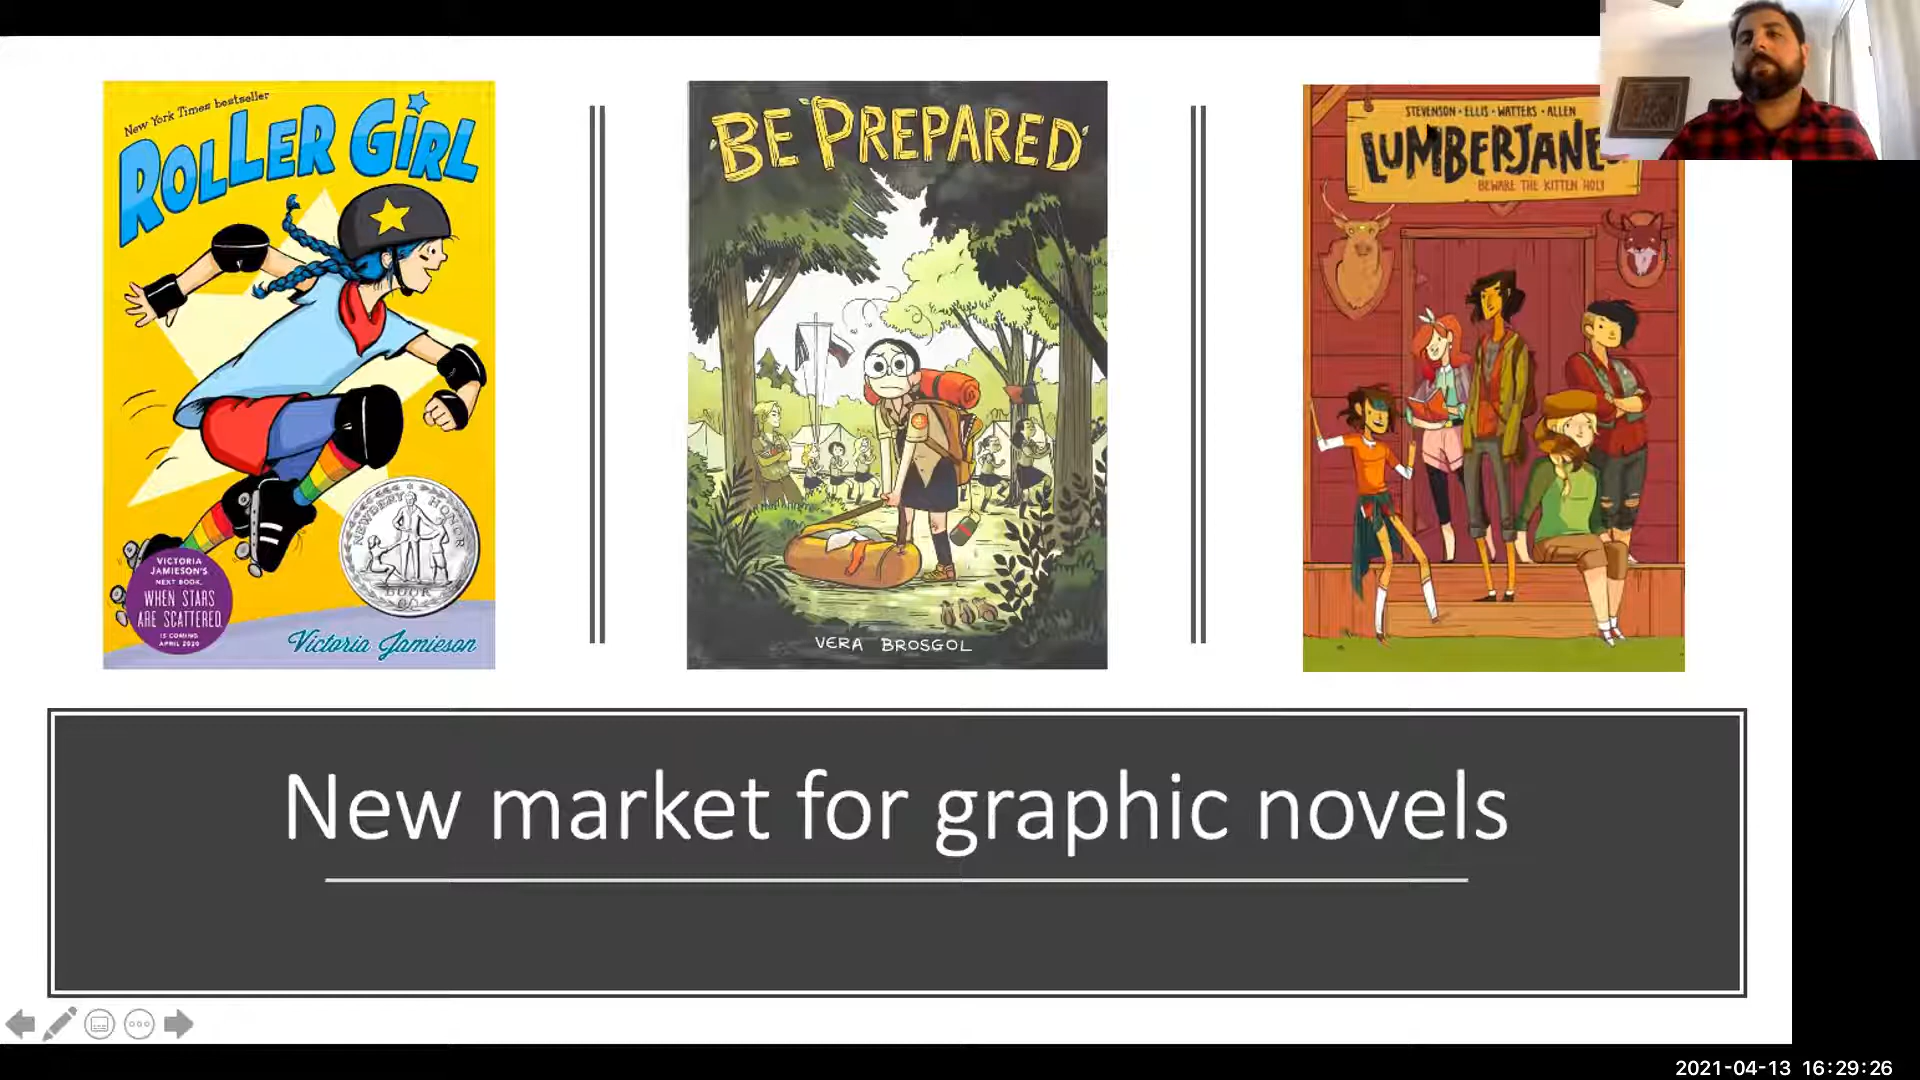 New York Times bestseller
ROLLER GIRL
NEWBERY HONOR
BOOK
VICTORIA
JAMIESON'S
NEXT BOOK,
WHEN STARS
ARE SCATTERED,
IS COMING
APRIL 2020
Victoria Jamieson
BE PREPARED
VERA BROSGOL
STEVENSON · ELLIS · WATTERS · ALLEN
LUMBERJANE
BEWARE THE KITTEN HOLY
New market for graphic novels
2021-04-13 16:29:26